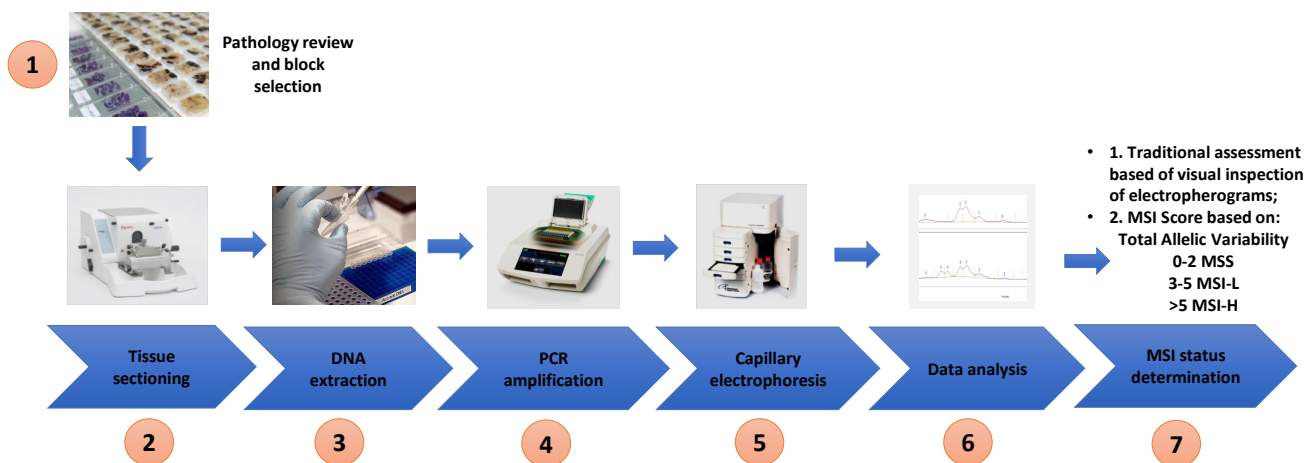 1
Pathology review
and block
selection
• 1. Traditional assessment
based of visual inspection
of electropherograms;
• 2. MSI Score based on:
Total Allelic Variability
0-2 MSS
3-5 MSI-L
>5 MSI-H
Tissue
sectioning
DNA
extraction
PCR
amplification
Capillary
electrophoresis
Data analysis
MSI status
determination
2
3
4
5
6
7